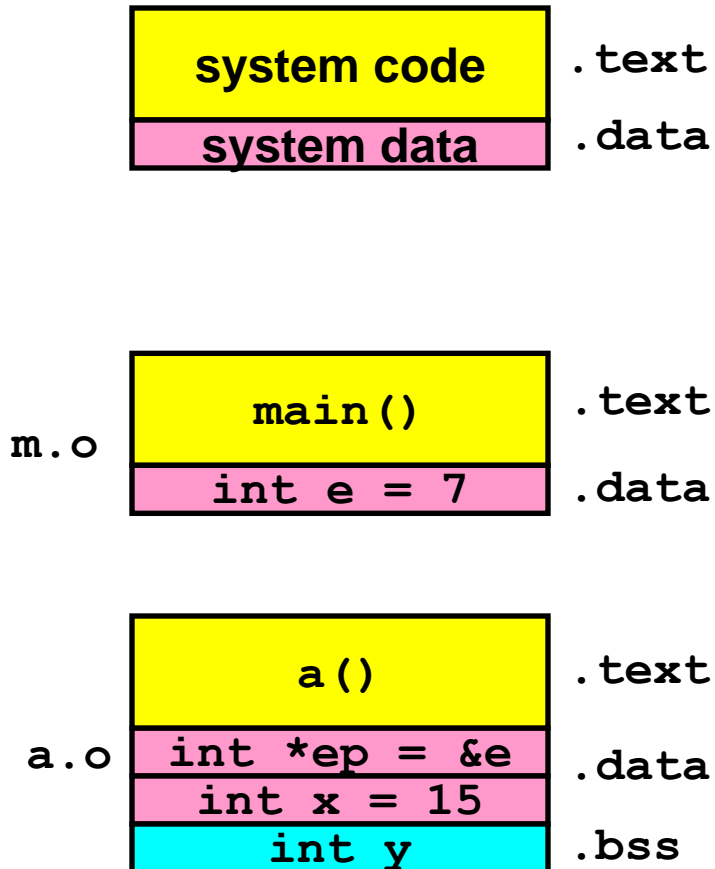 system code .text
system data .data
main() .text
m.o
int e = 7 .data
a() .text
a.o int *ep = &e .data
int x = 15
int y .bss